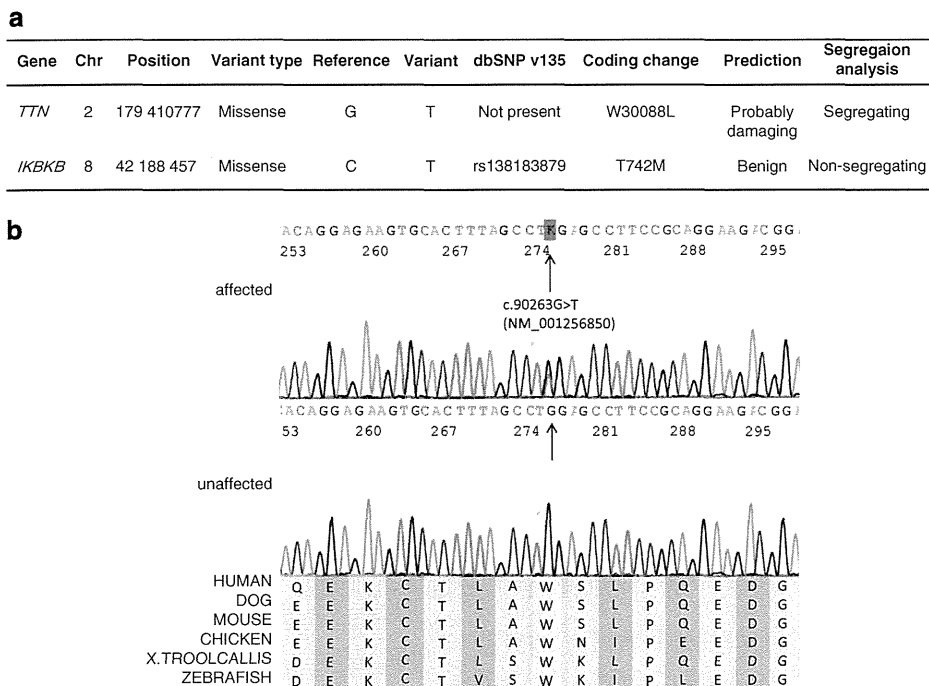 a
Gene Chr Position Variant type Reference Variant dbSNP v135 Coding change Prediction Segregaion analysis
TTN 2 179 410777 Missense G T Not present W30088L Probably damaging Segregating
IKBKB 8 42 188 457 Missense C T rs138183879 T742M Benign Non-segregating
b
ACAGGAGAAGTGCACTTTAGCCTKGAGCCTTCCGCAGGAAGACGGA
253 260 267 274 281 288 295
affected
c.90263G>T
(NM_001256850)
ACAGGAGAAGTGCACTTTAGCCTGGAGCCTTCCGCAGGAAGACGGA
53 260 267 274 281 288 295
unaffected
HUMAN Q E K C T L A W S L P Q E D G
DOG E E K C T L A W S L P Q E D G
MOUSE E E K C T L A W S L P Q E D G
CHICKEN E E K C T L A W N I P E E D G
X.TROOLCALLIS D E K C T L S W K L P Q E D G
ZEBRAFISH D E K C T V S W K I P L E D G